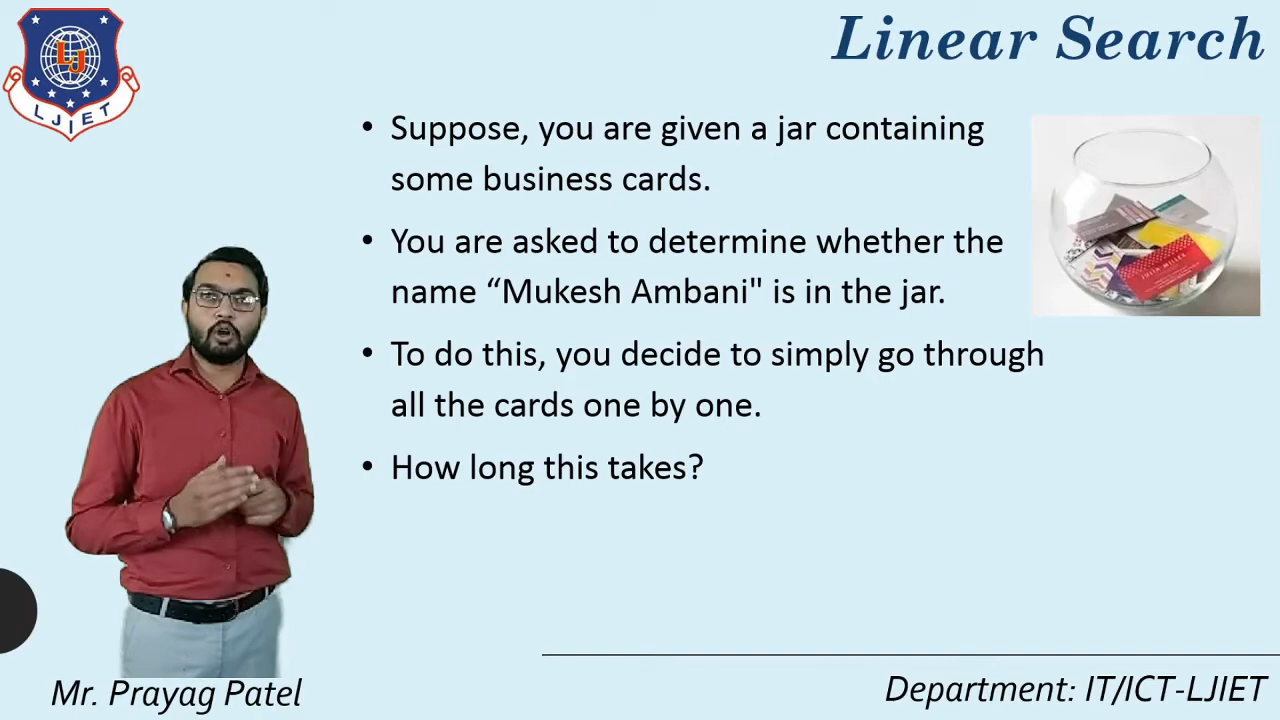 LJ
LJIET
Linear Search
• Suppose, you are given a jar containing
some business cards.
• You are asked to determine whether the
name “Mukesh Ambani" is in the jar.
• To do this, you decide to simply go through
all the cards one by one.
• How long this takes?
JULIA MILLER
Mr. Prayag Patel
Department: IT/ICT-LJIET